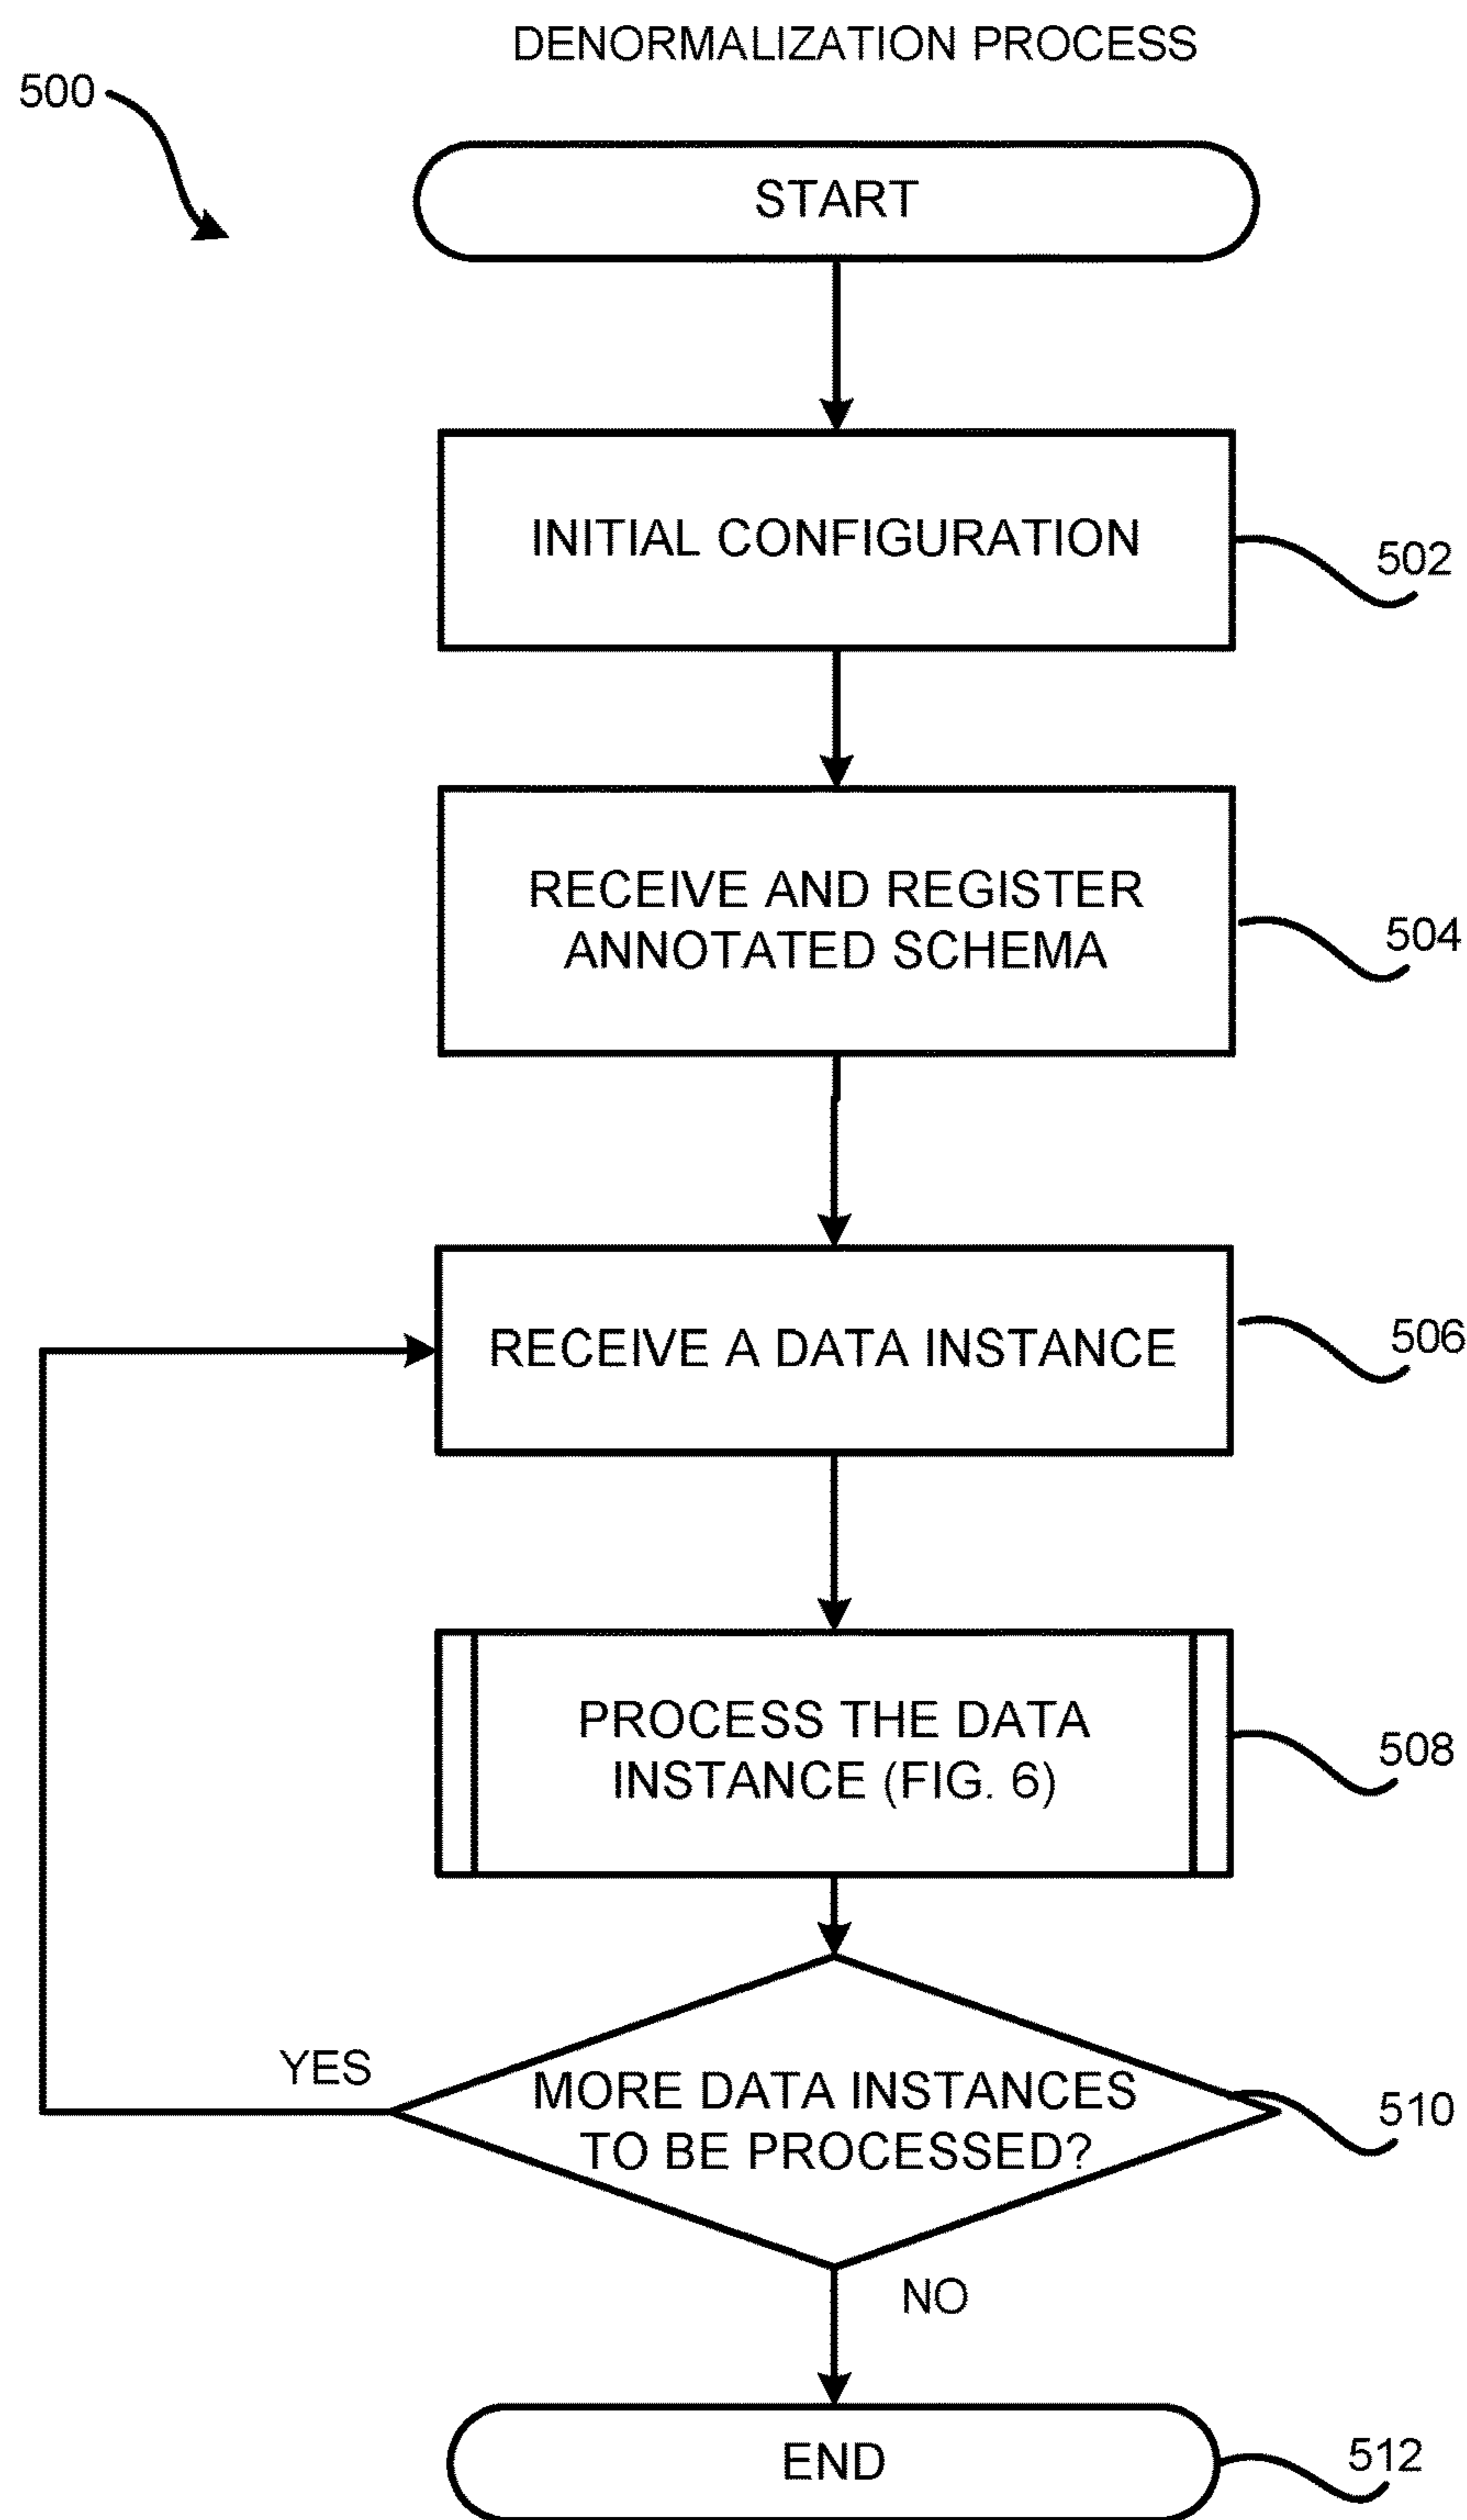 DENORMALIZATION PROCESS
500
START
INITIAL CONFIGURATION
502
RECEIVE AND REGISTER
ANNOTATED SCHEMA
504
RECEIVE A DATA INSTANCE
506
PROCESS THE DATA
INSTANCE (FIG. 6)
508
YES
MORE DATA INSTANCES
TO BE PROCESSED?
510
NO
END
512